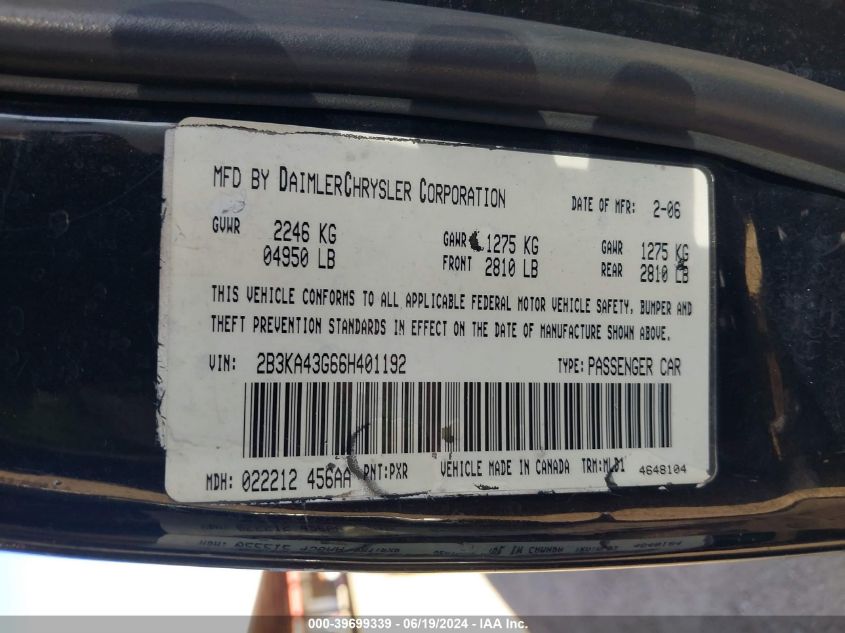 MFD BY DAIMLERCHRYSLER CORPORATION DATE OF MFR: 2-06
GVWR 2246 KG GAWR 1275 KG GAWR 1275 KG
04950 LB FRONT 2810 LB REAR 2810 LB
THIS VEHICLE CONFORMS TO ALL APPLICABLE FEDERAL MOTOR VEHICLE SAFETY, BUMPER AND
THEFT PREVENTION STANDARDS IN EFFECT ON THE DATE OF MANUFACTURE SHOWN ABOVE.
VIN: 2B3KA43G66H401192 TYPE: PASSENGER CAR
MDH: 022212 456AA PNT:PXR VEHICLE MADE IN CANADA TRM:MLD1 4648104
000-39699339 / 06/19/2024 - IAA Inc.